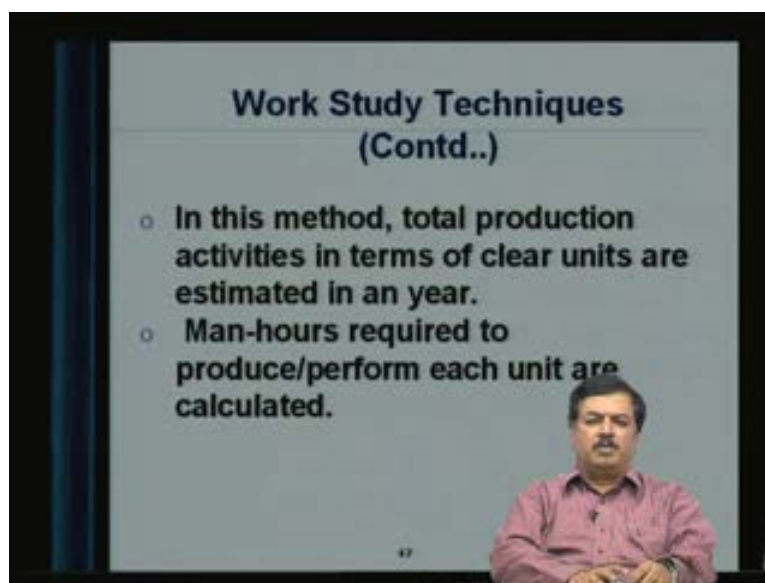 Work Study Techniques
(Contd..)
o In this method, total production
activities in terms of clear units are
estimated in an year.
o Man-hours required to
produce/perform each unit are
calculated.
47